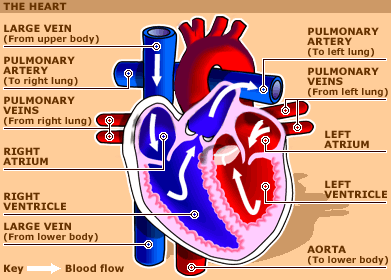 THE HEART
LARGE VEIN
(From upper body)
PULMONARY
ARTERY
(To right lung)
PULMONARY
VEINS
(From right lung)
RIGHT
ATRIUM
RIGHT
VENTRICLE
LARGE VEIN
(From lower body)
Key
Blood flow
PULMONARY
ARTERY
(To left lung)
PULMONARY
VEINS
(From left lung)
LEFT
ATRIUM
LEFT
VENTRICLE
AORTA
(To lower body)